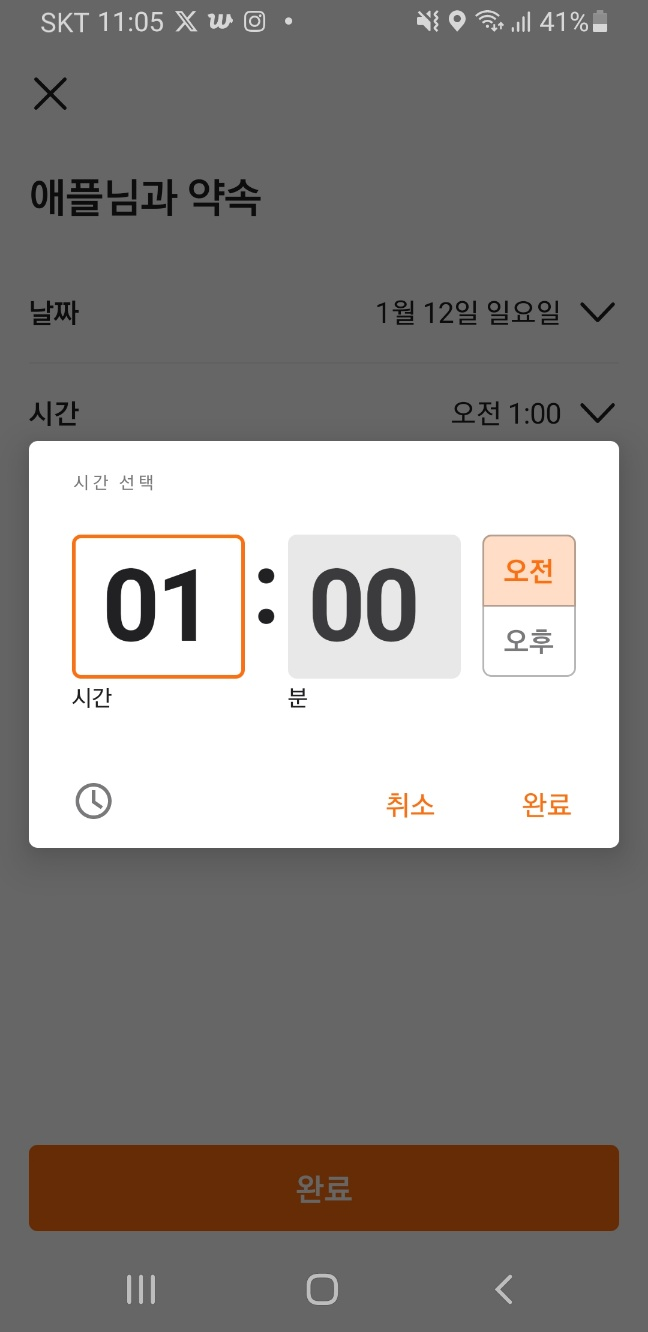 SKT 11:05 41%
애플님과 약속
날짜 1월 12일 일요일
시간 오전 1:00
시간 선택
01 : 00 오전
오후
시간 분
취소 완료
완료